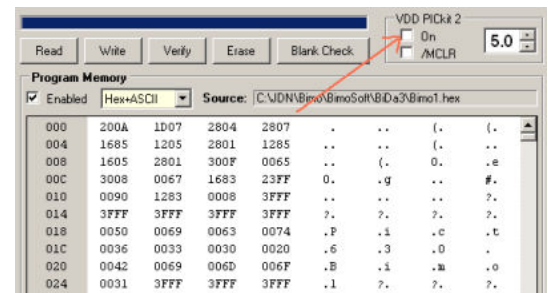 VDD PICkit 2
On
/MCLR
5.0
Read Write Verify Erase Blank Check
Program Memory
Enabled Hex+ASCII Source: C:\JDN\Bimo\BimoSoft\BiDa3\Bimo1.hex
000 200A 1D07 2804 2807 . .. (. (.
004 1685 1205 2801 1285 .. .. (. ..
008 1605 2801 300F 0065 .. (. 0. .e
00C 3008 0067 1683 23FF 0. .g .. #.
010 0090 1283 0008 3FFF .. .. .. ?.
014 3FFF 3FFF 3FFF 3FFF ?. ?. ?. ?.
018 0050 0069 0063 0074 .P .i .c .t
01C 0036 0033 0030 0020 .6 .3 .0 .
020 0042 0069 006D 006F .B .i .m .o
024 0031 3FFF 3FFF 3FFF .1 ?. ?. ?.